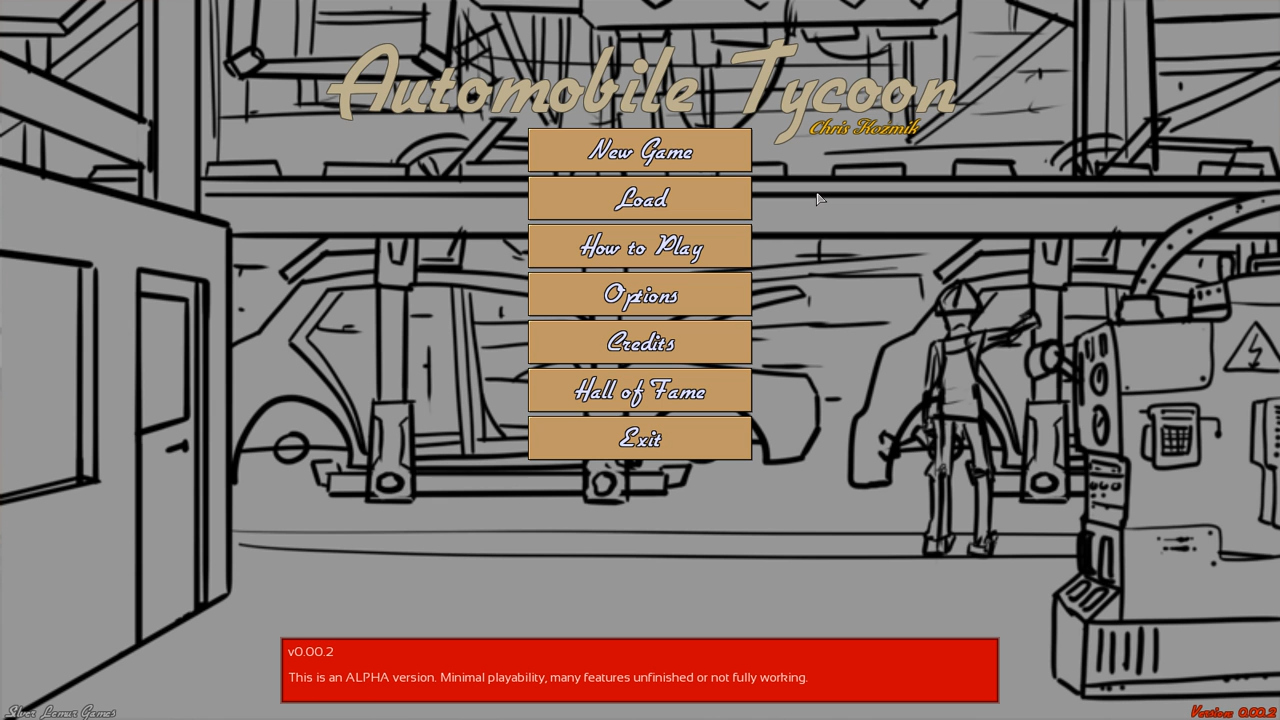 Automobile Tycoon
Chris Koźmik
New Game
Load
How to Play
Options
Credits
Hall of Fame
Exit
v0.00.2
This is an ALPHA version. Minimal playability, many features unfinished or not fully working.
Silver Lemur Games
Version: 0.00.2